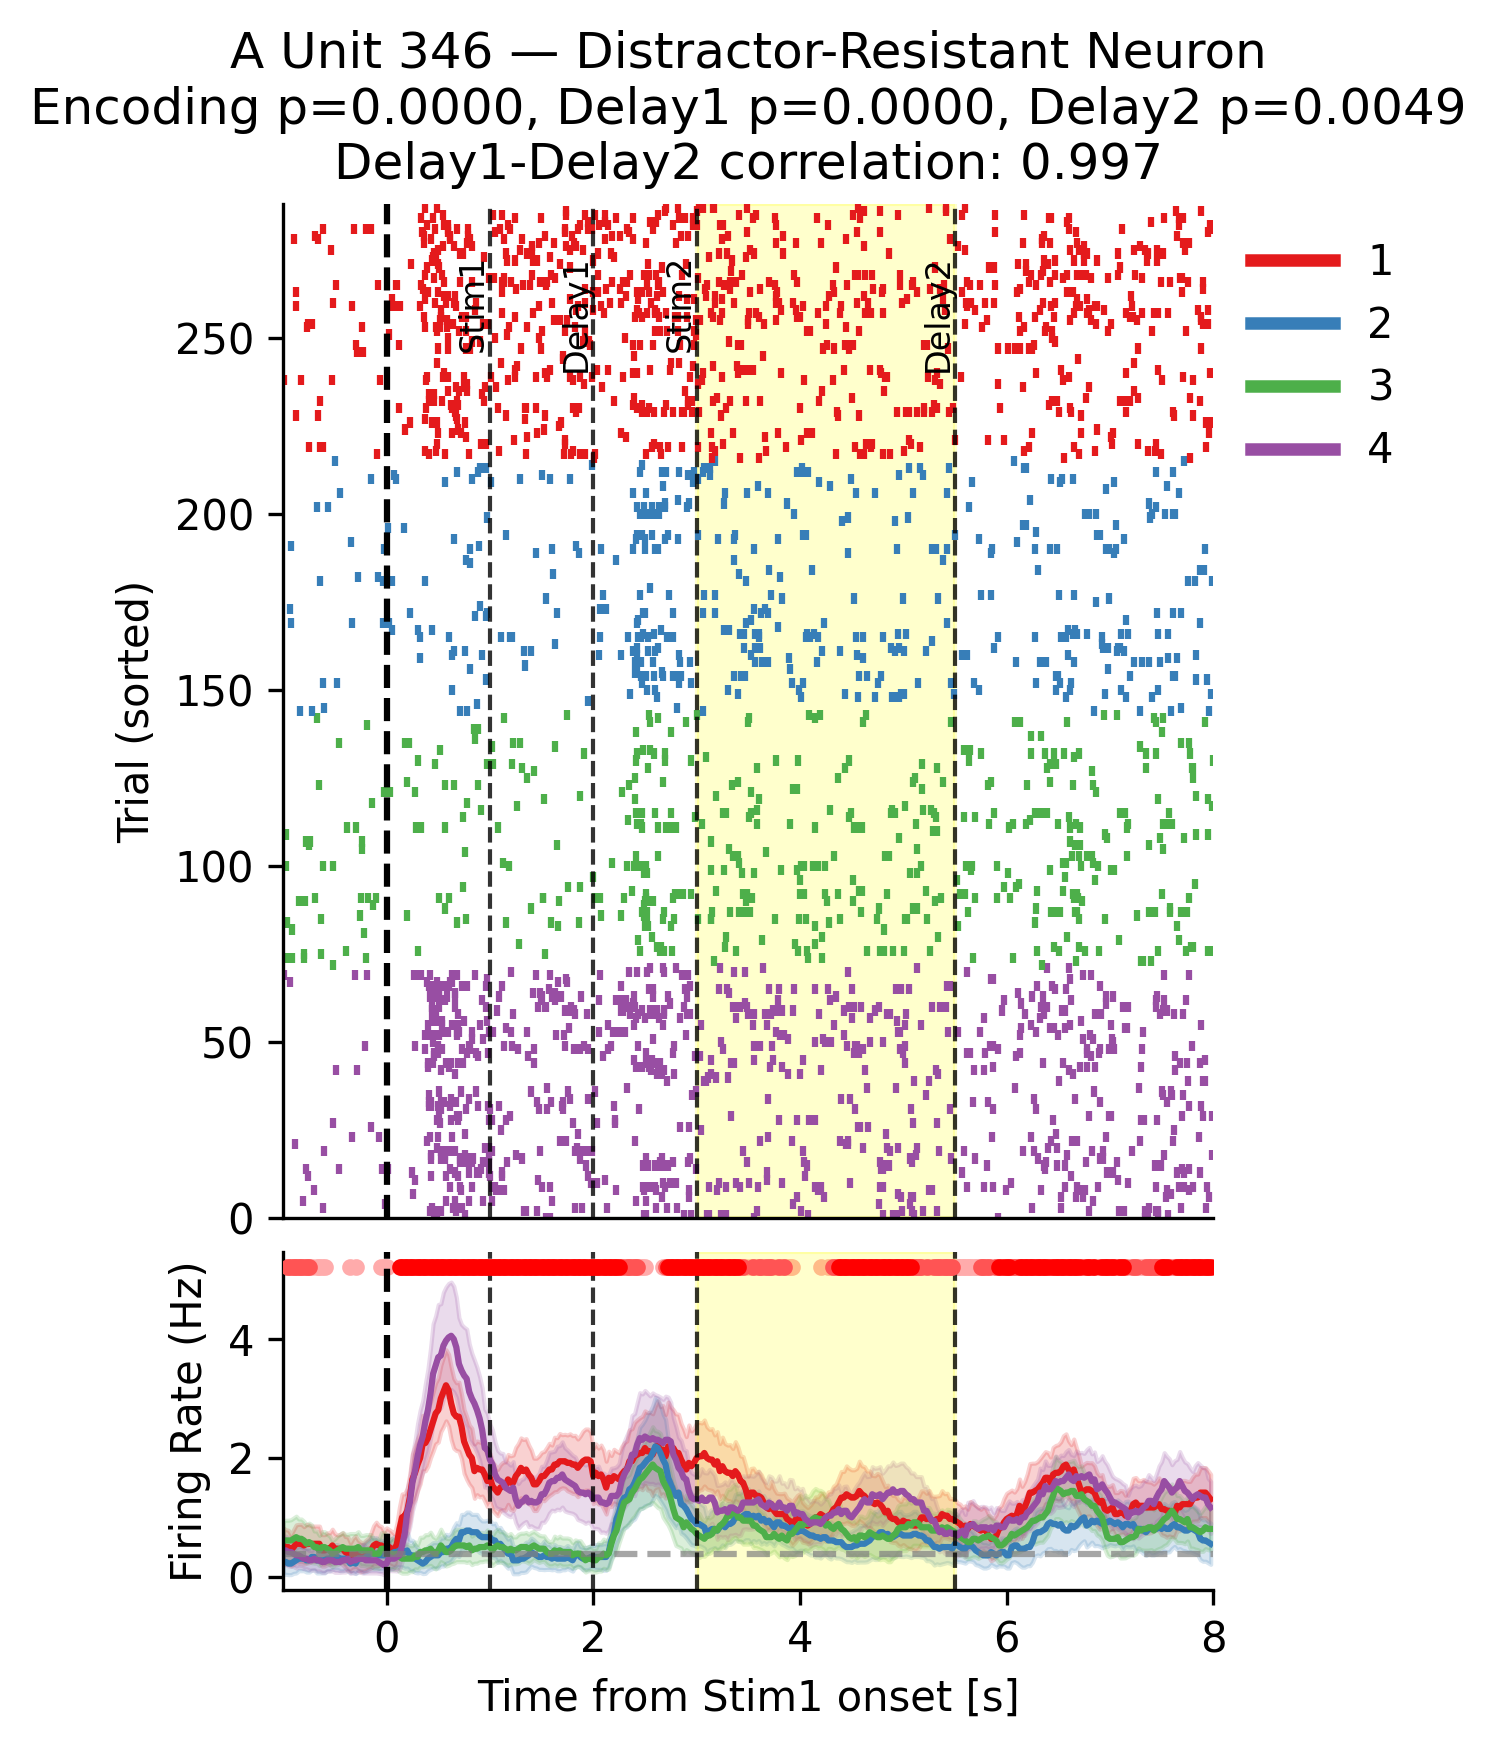 A Unit 346 — Distractor-Resistant Neuron
Encoding p=0.0000, Delay1 p=0.0000, Delay2 p=0.0049
Delay1-Delay2 correlation: 0.997
Stim1
Delay1
Stim2
Delay2
1
2
3
4
250
200
150
100
50
0
Trial (sorted)
4
2
0
Firing Rate (Hz)
0
2
4
6
8
Time from Stim1 onset [s]